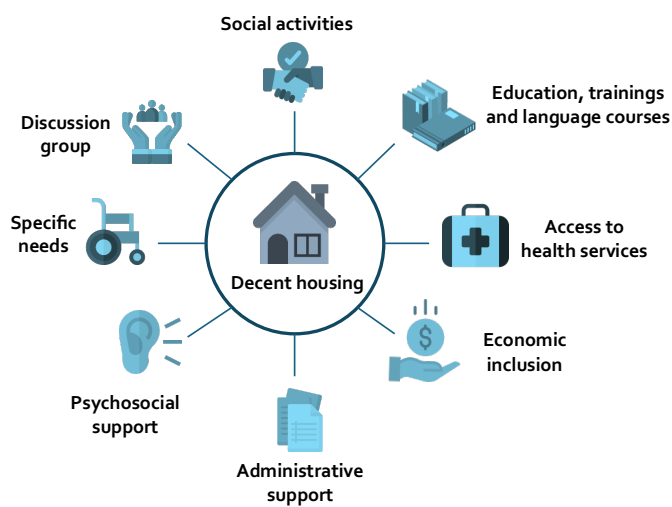 Social activities
Education, trainings
and language courses
Discussion
group
Specific
needs
Access to
health services
Decent housing
Economic
inclusion
$
Psychosocial
support
Administrative
support